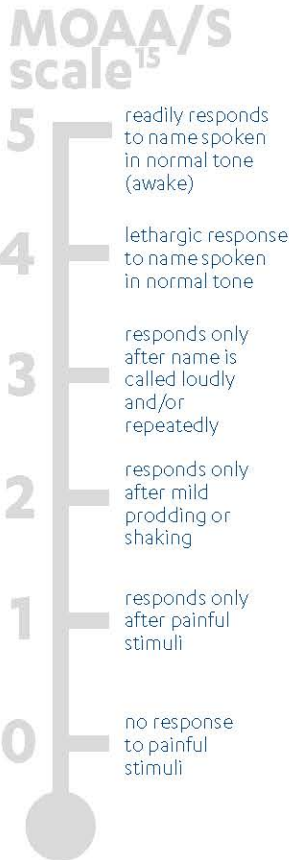 MOAA/S
scale15
5
readily responds
to name spoken
in normal tone
(awake)
4
lethargic response
to name spoken
in normal tone
3
responds only
after name is
called loudly
and/or
repeatedly
2
responds only
after mild
prodding or
shaking
1
responds only
after painful
stimuli
0
no response
to painful
stimuli